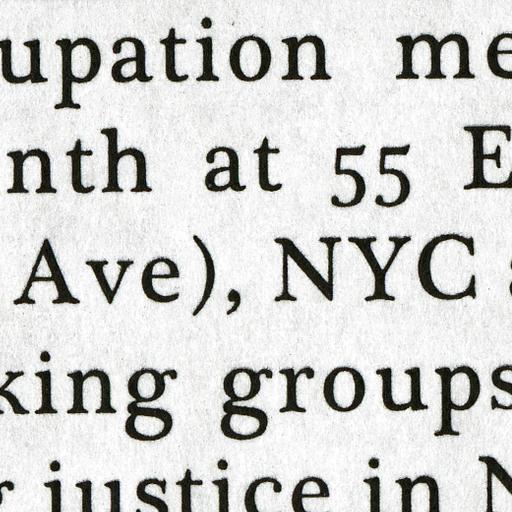 upation me
nth at 55 E
Ave), NYC
king groups
justice in N